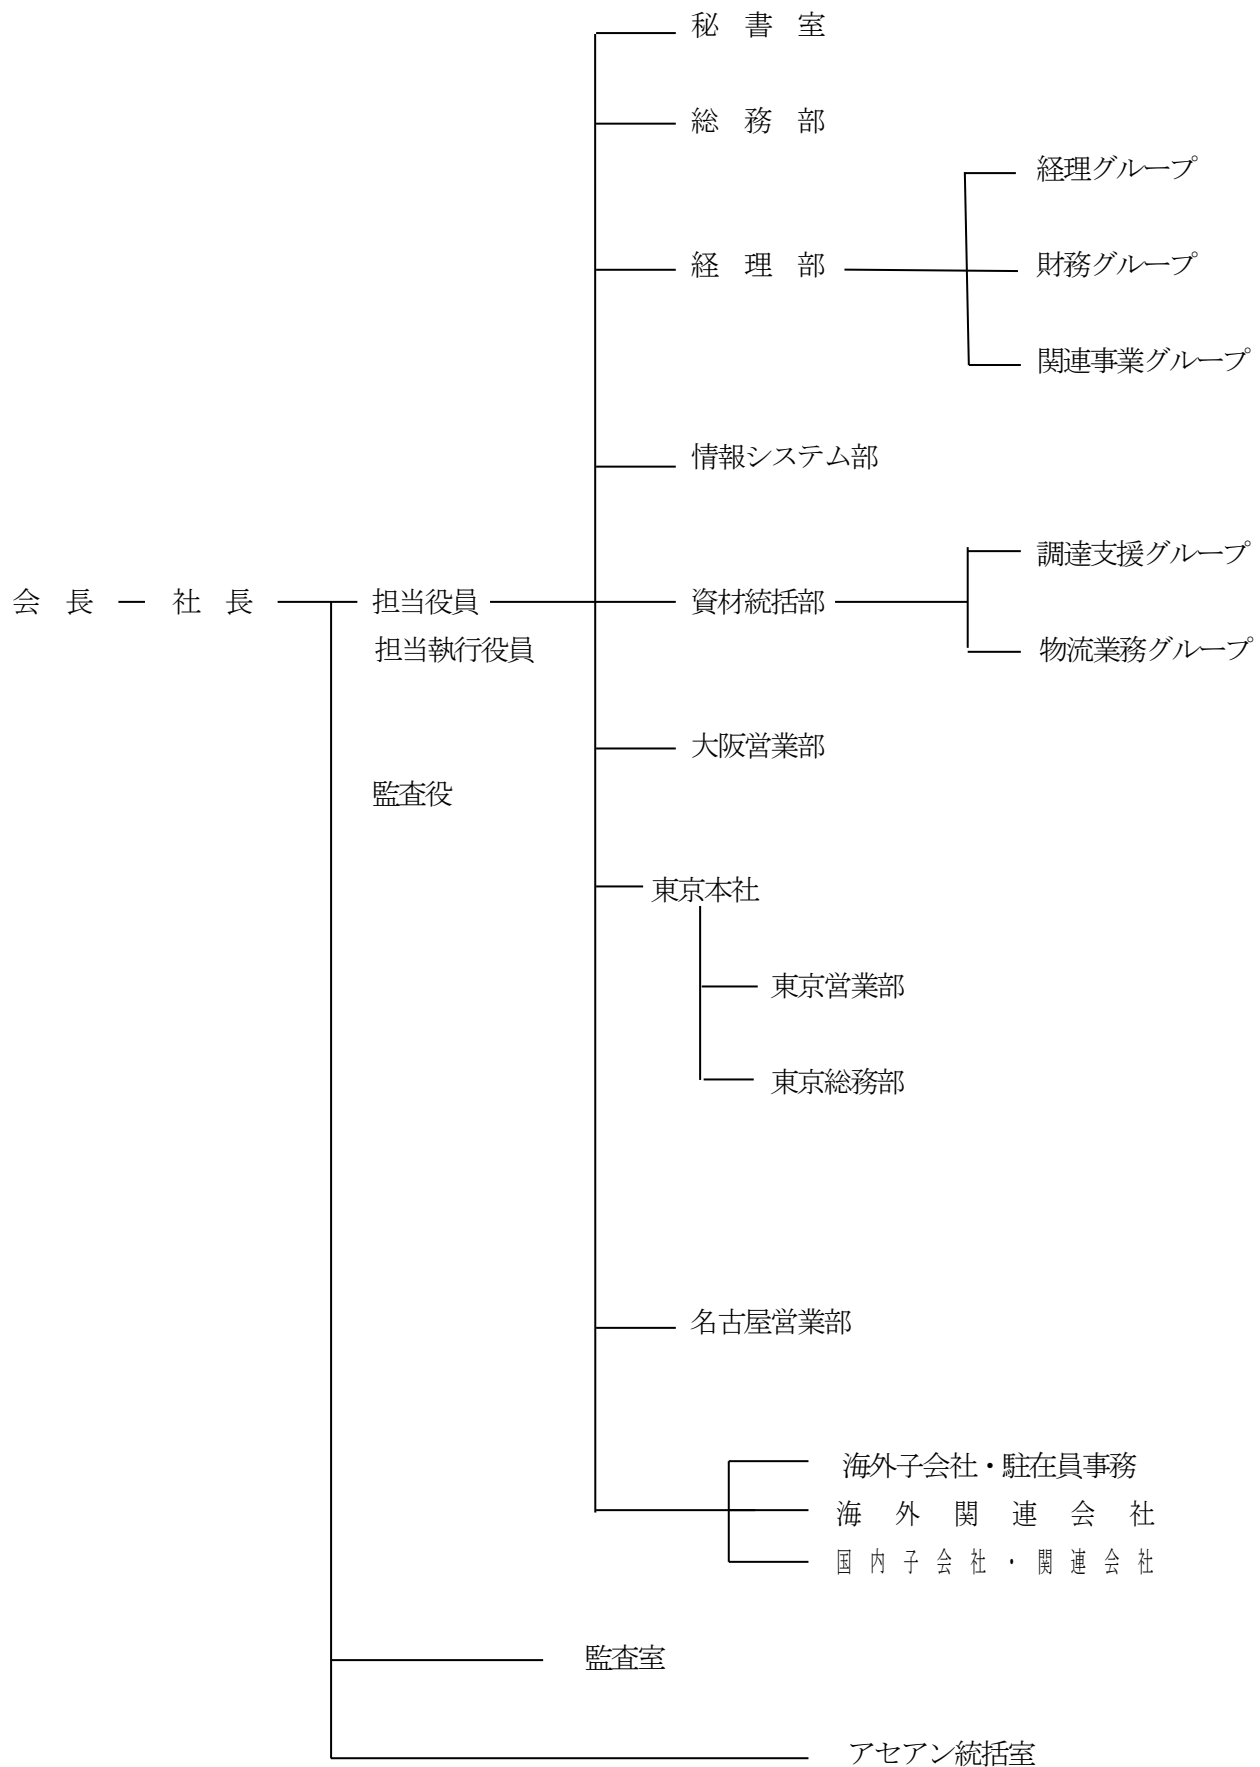 秘 書 室
総 務 部
経理グループ
経 理 部
財務グループ
関連事業グループ
情報システム部
調達支援グループ
会 長 ― 社 長
担当役員
資材統括部
担当執行役員
物流業務グループ
大阪営業部
監査役
東京本社
東京営業部
東京総務部
名古屋営業部
海外子会社・駐在員事務
海 外 関 連 会 社
国 内 子 会 社 ・ 関 連 会 社
監査室
アセアン統括室